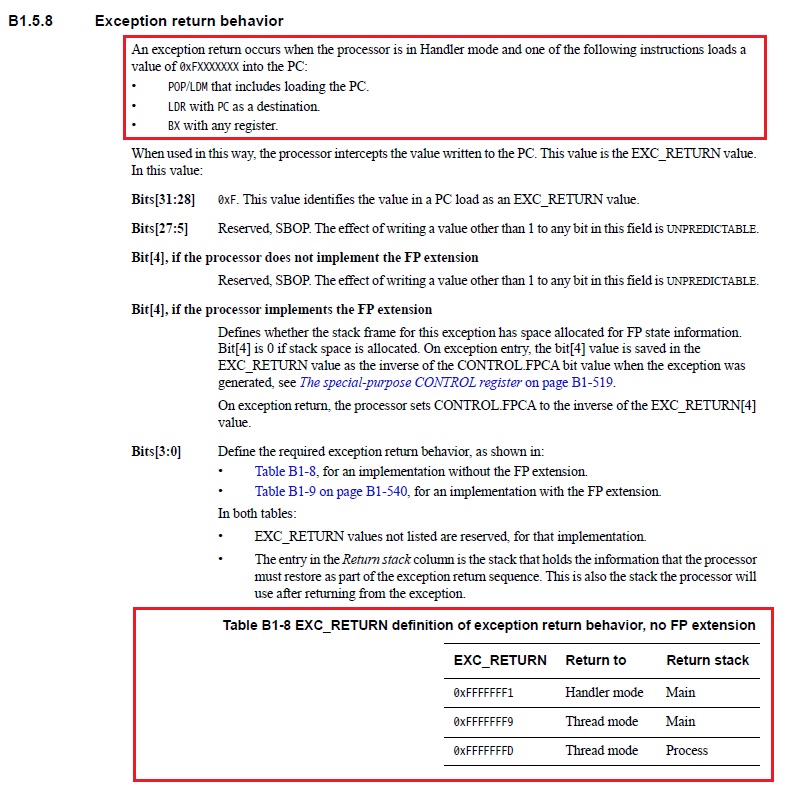 B1.5.8 Exception return behavior
An exception return occurs when the processor is in Handler mode and one of the following instructions loads a
value of 0xFXXXXXXX into the PC:
• POP/LDM that includes loading the PC.
• LDR with PC as a destination.
• BX with any register.
When used in this way, the processor intercepts the value written to the PC. This value is the EXC_RETURN value.
In this value:
Bits[31:28] 0xF. This value identifies the value in a PC load as an EXC_RETURN value.
Bits[27:5] Reserved, SBOP. The effect of writing a value other than 1 to any bit in this field is UNPREDICTABLE.
Bit[4], if the processor does not implement the FP extension
Reserved, SBOP. The effect of writing a value other than 1 to any bit in this field is UNPREDICTABLE.
Bit[4], if the processor implements the FP extension
Defines whether the stack frame for this exception has space allocated for FP state information.
Bit[4] is 0 if stack space is allocated. On exception entry, the bit[4] value is saved in the
EXC_RETURN value as the inverse of the CONTROL.FPCA bit value when the exception was
generated, see The special-purpose CONTROL register on page B1-519.
On exception return, the processor sets CONTROL.FPCA to the inverse of the EXC_RETURN[4]
value.
Bits[3:0] Define the required exception return behavior, as shown in:
• Table B1-8, for an implementation without the FP extension.
• Table B1-9 on page B1-540, for an implementation with the FP extension.
In both tables:
• EXC_RETURN values not listed are reserved, for that implementation.
• The entry in the Return stack column is the stack that holds the information that the processor
must restore as part of the exception return sequence. This is also the stack the processor will
use after returning from the exception.
Table B1-8 EXC_RETURN definition of exception return behavior, no FP extension
EXC_RETURN Return to Return stack
0xFFFFFFF1 Handler mode Main
0xFFFFFFF9 Thread mode Main
0xFFFFFFFD Thread mode Process